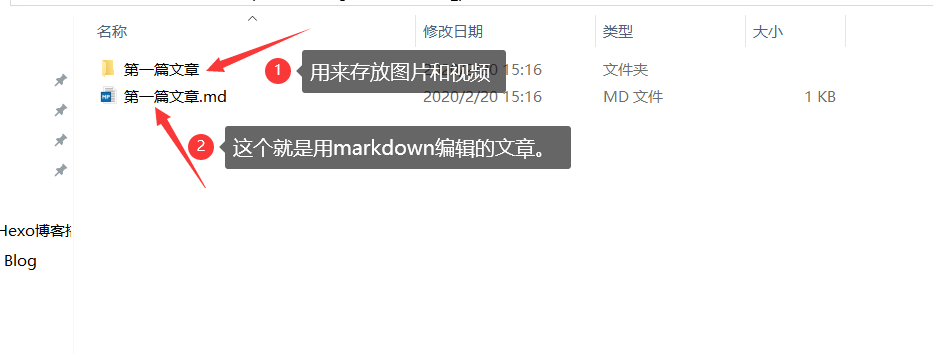 名称 修改日期 类型 大小
第一篇文章 15:16 文件夹
1 用来存放图片和视频
第一篇文章.md 2020/2/20 15:16 MD 文件 1 KB
2 这个就是用markdown编辑的文章。
Hexo博客
Blog